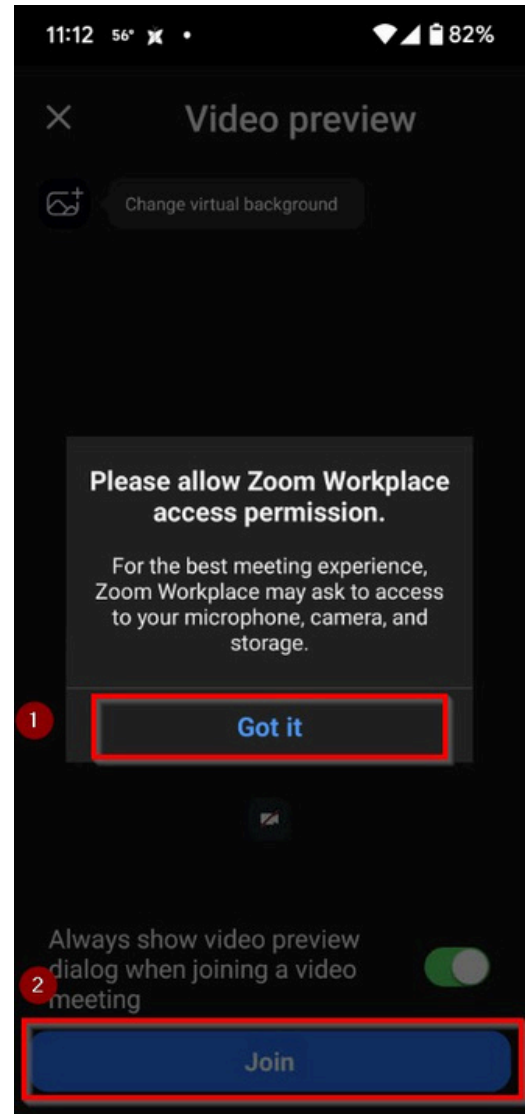 11:12 56° 82%
Video preview
Change virtual background
Please allow Zoom Workplace
access permission.
For the best meeting experience,
Zoom Workplace may ask to access
to your microphone, camera, and
storage.
1
Got it
Always show video preview
dialog when joining a video
2
meeting
Join